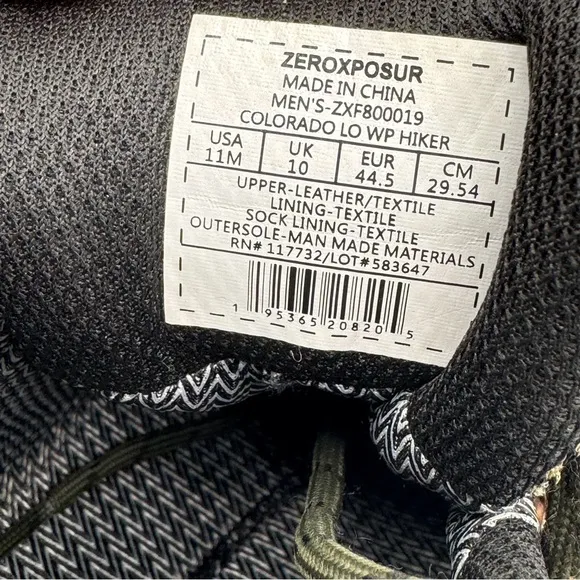 ZEROXPOSUR
MADE IN CHINA
MEN'S-ZXF800019
COLORADO LO WP HIKER
USA UK EUR CM
11M 10 44.5 29.54
UPPER-LEATHER/TEXTILE
LINING-TEXTILE
SOCK LINING-TEXTILE
OUTERSOLE-MAN MADE MATERIALS
RN# 117732/LOT#583647
1 95365 20820 5